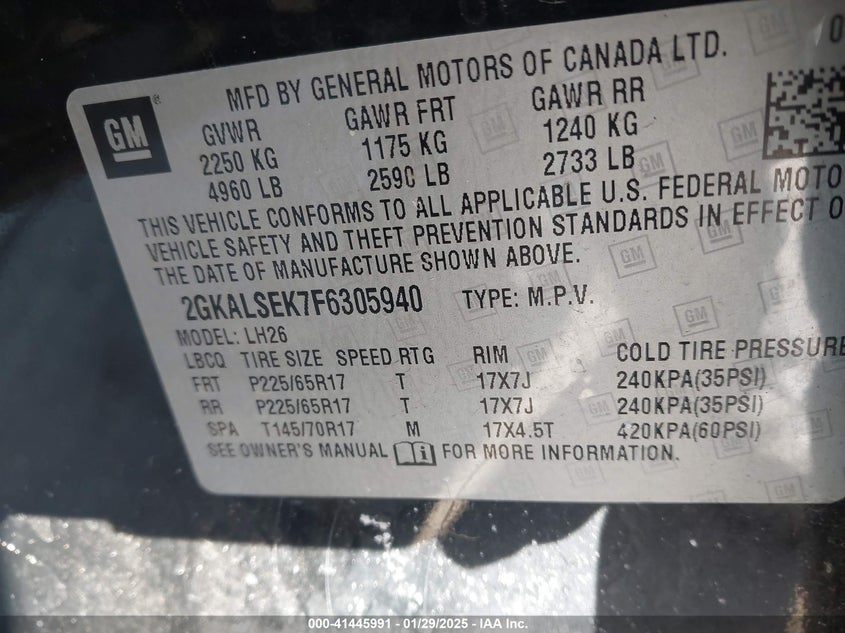 MFD BY GENERAL MOTORS OF CANADA LTD. 0
GM ®
GVWR GAWR FRT GAWR RR
2250 KG 1175 KG 1240 KG
4960 LB 2590 LB 2733 LB
THIS VEHICLE CONFORMS TO ALL APPLICABLE U.S. FEDERAL MOTO
VEHICLE SAFETY AND THEFT PREVENTION STANDARDS IN EFFECT O
THE DATE OF MANUFACTURE SHOWN ABOVE.
2GKALSEK7F6305940 TYPE: M.P.V.
MODEL: LH26
LBCQ TIRE SIZE SPEED RTG RIM COLD TIRE PRESSURE
FRT P225/65R17 T 17X7J 240KPA(35PSI)
RR P225/65R17 T 17X7J 240KPA(35PSI)
SPA T145/70R17 M 17X4.5T 420KPA(60PSI)
SEE OWNER'S MANUAL FOR MORE INFORMATION.
000-41445991 - 01/29/2025 - IAA Inc.